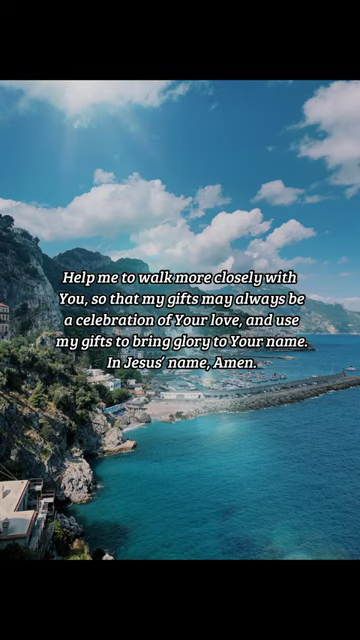 Help me to walk more closely with
You, so that my gifts may always be
a celebration of Your love, and use
my gifts to bring glory to Your name.
In Jesus' name, Amen.